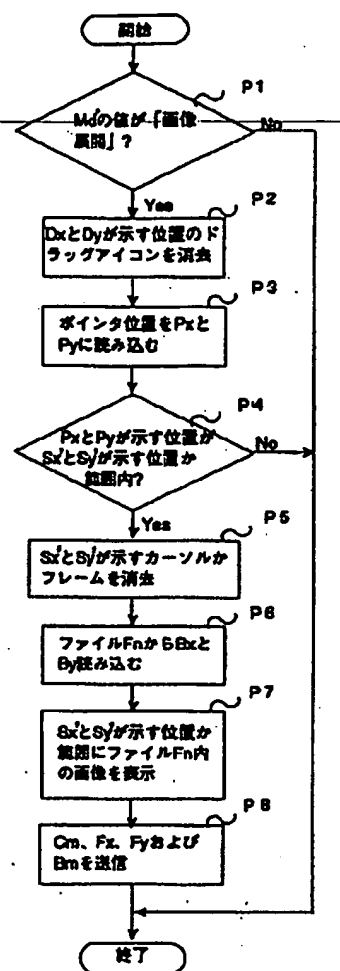 開始
P1
Md'の値が「画像
展開」?
No
Yes
P2
DxとDyが示す位置のド
ラッグアイコンを消去
P3
ポインタ位置をPxと
Pyに読み込む
P4
PxとPyが示す位置が
Sx'とSy'が示す位置か
範囲内?
No
Yes
P5
Sx'とSy'が示すカーソルか
フレームを消去
P6
ファイルFnからBxと
By読み込む
P7
Sx'とSy'が示す位置か
範囲にファイルFn内
の画像を表示
P8
Cm、Fx、Fyおよび
Bmを送信
終了